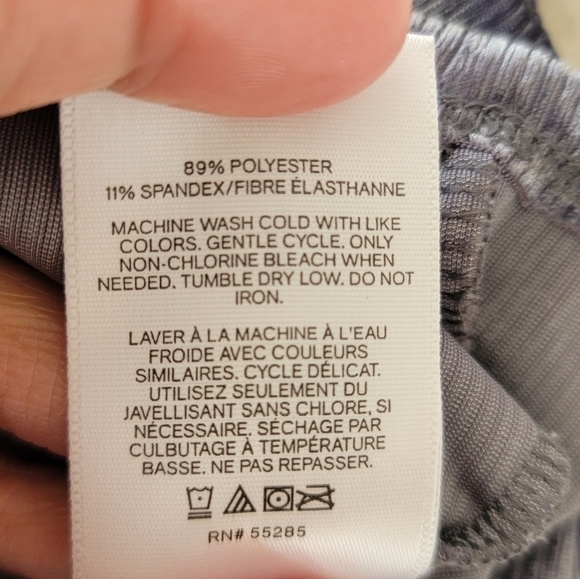 89% POLYESTER
11% SPANDEX/FIBRE ÉLASTHANNE
MACHINE WASH COLD WITH LIKE
COLORS. GENTLE CYCLE. ONLY
NON-CHLORINE BLEACH WHEN
NEEDED. TUMBLE DRY LOW. DO NOT
IRON.
LAVER À LA MACHINE À L'EAU
FROIDE AVEC COULEURS
SIMILAIRES. CYCLE DÉLICAT.
UTILISEZ SEULEMENT DU
JAVELLISANT SANS CHLORE, SI
NÉCESSAIRE. SÉCHAGE PAR
CULBUTAGE À TEMPÉRATURE
BASSE. NE PAS REPASSER.
RN# 55285